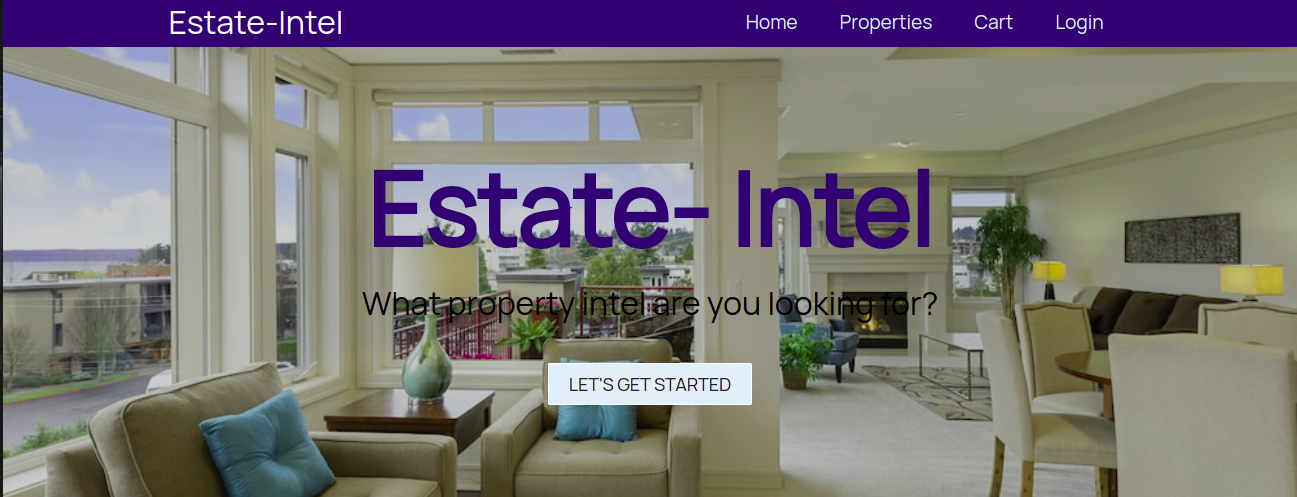 Estate-Intel
Home Properties Cart Login
Estate- Intel
What property intel are you looking for?
LET'S GET STARTED